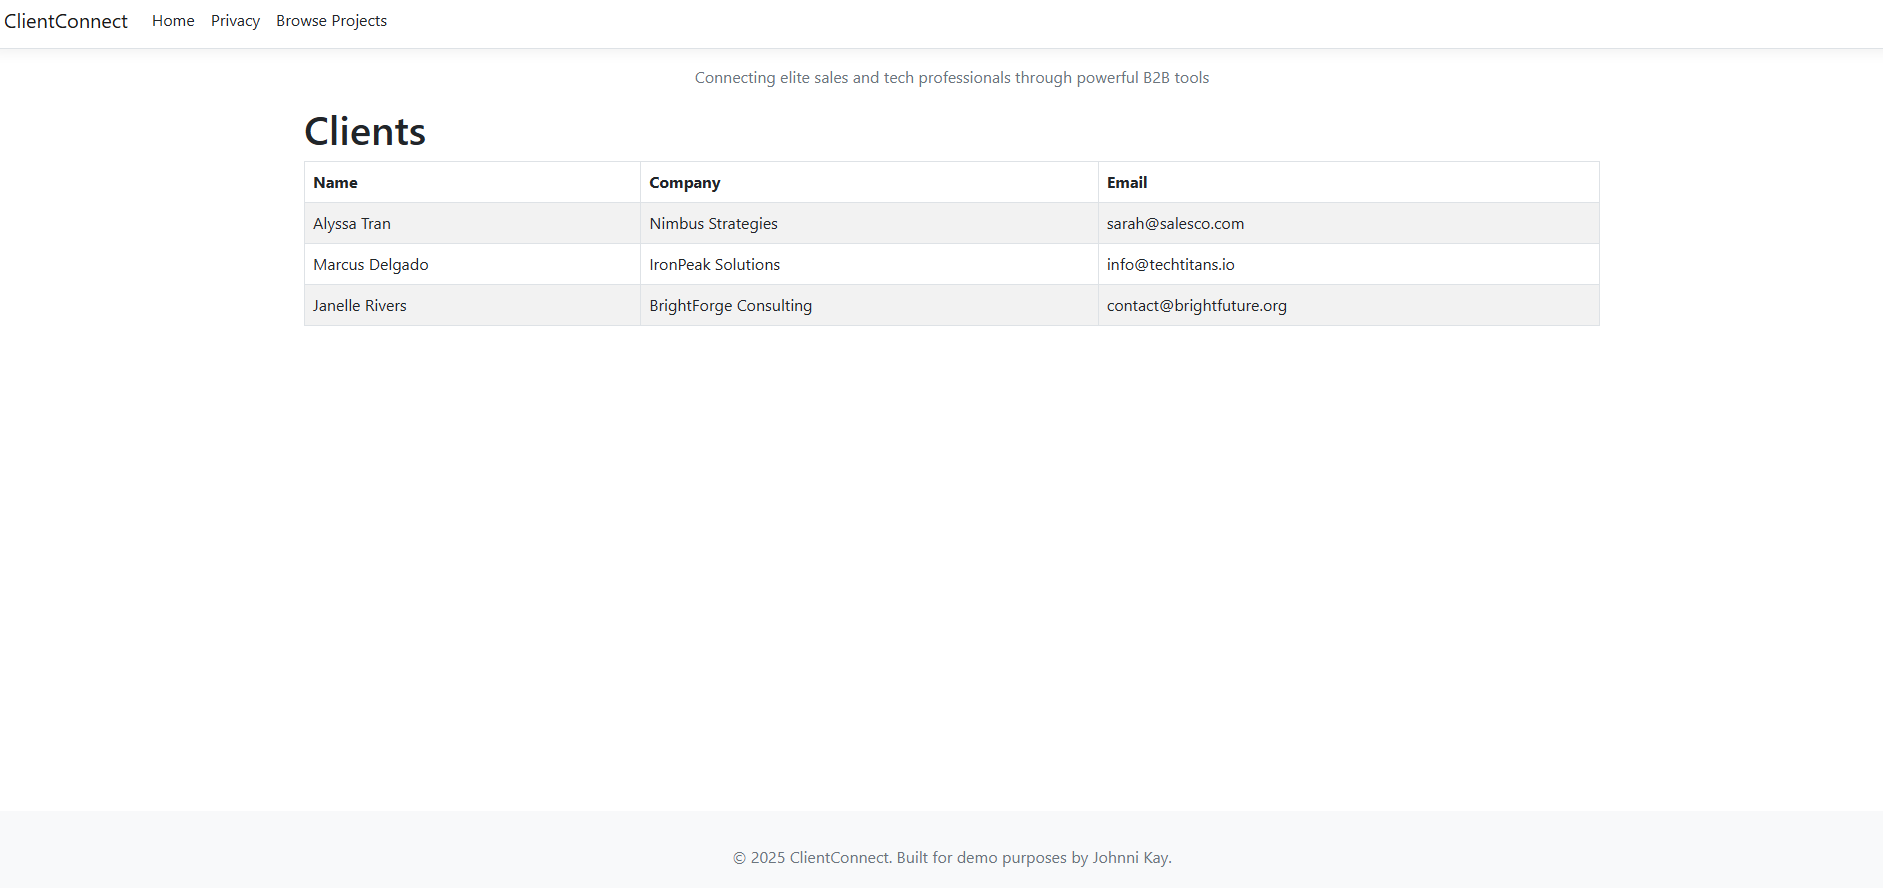 ClientConnect Home Privacy Browse Projects
Connecting elite sales and tech professionals through powerful B2B tools
Clients
Name Company Email
Alyssa Tran Nimbus Strategies sarah@salesco.com
Marcus Delgado IronPeak Solutions info@techtitans.io
Janelle Rivers BrightForge Consulting contact@brightfuture.org
© 2025 ClientConnect. Built for demo purposes by Johnni Kay.